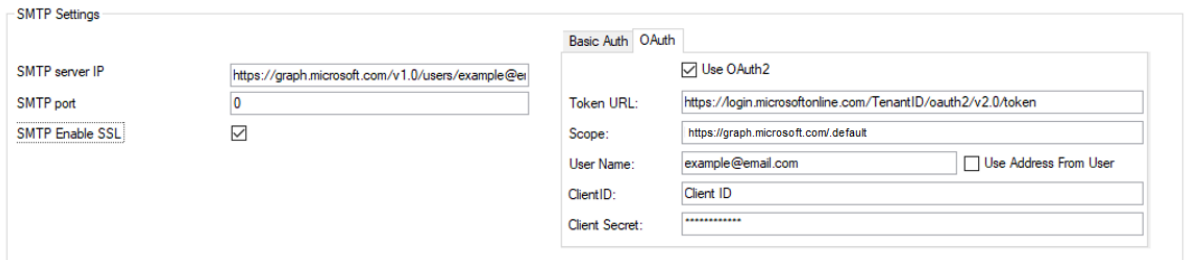 SMTP Settings
Basic Auth OAuth
Use OAuth2
SMTP server IP https://graph.microsoft.com/v1.0/users/example@e
SMTP port 0
SMTP Enable SSL
Token URL: https://login.microsoftonline.com/TenantID/oauth2/v2.0/token
Scope: https://graph.microsoft.com/.default
User Name: example@email.com Use Address From User
ClientID: Client ID
Client Secret: ************